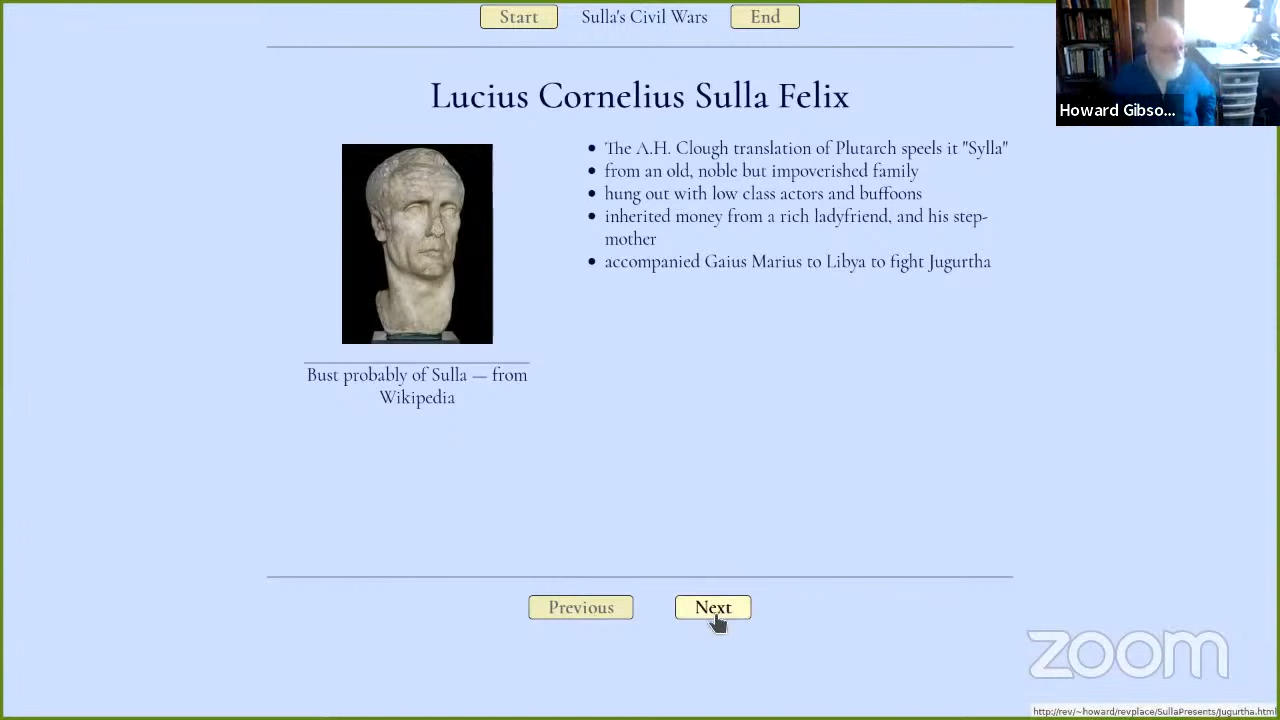 Start Sulla's Civil Wars End
Howard Gibso...
Lucius Cornelius Sulla Felix
The A.H. Clough translation of Plutarch speels it "Sylla"
from an old, noble but impoverished family
hung out with low class actors and buffoons
inherited money from a rich ladyfriend, and his step-
mother
accompanied Gaius Marius to Libya to fight Jugurtha
Bust probably of Sulla — from
Wikipedia
Previous Next
zoom
http://rev/~howard/revplace/SullaPresents/Jugurtha.html